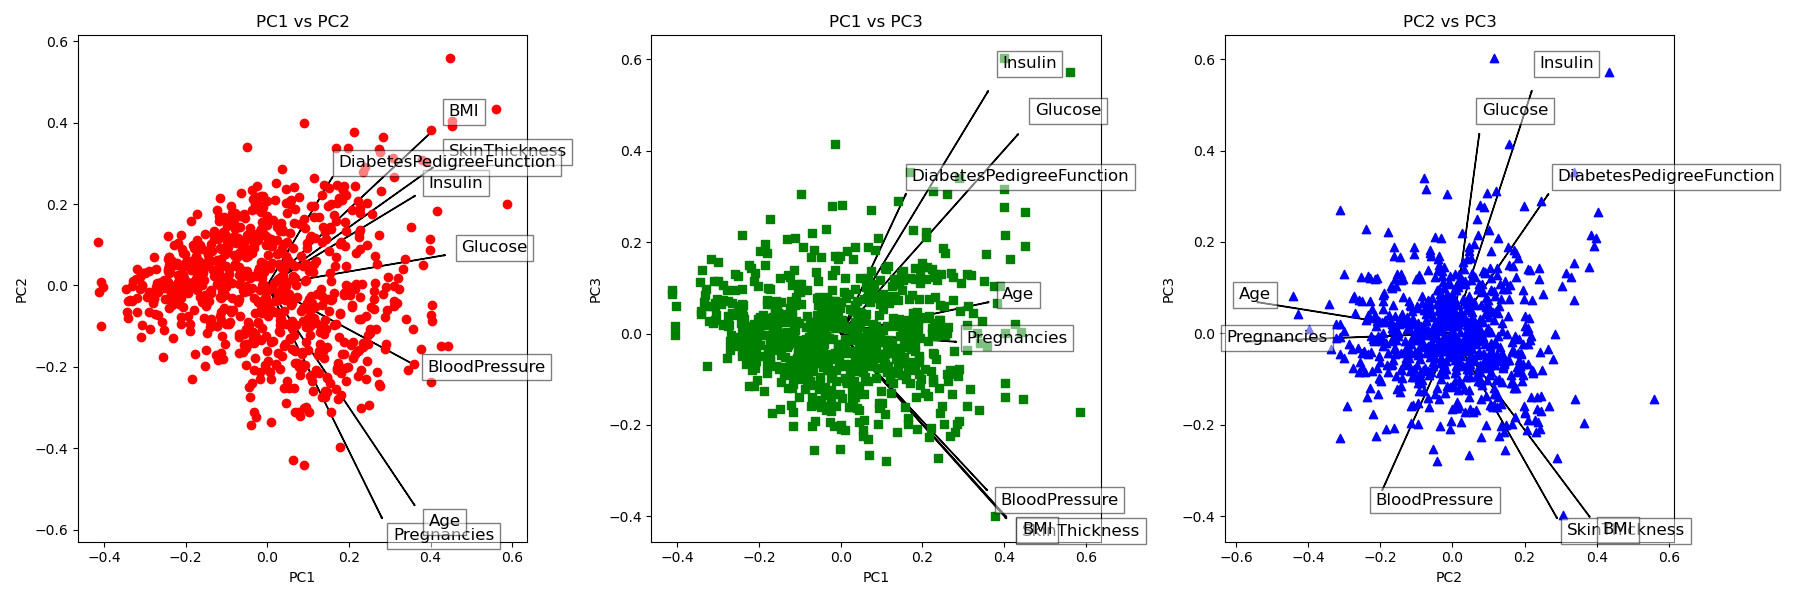 PC1 vs PC2
0.6
0.4
0.2
0.0
−0.2
−0.4
−0.6
PC2
BMI
SkinThickness
DiabetesPedigreeFunction
Insulin
Glucose
BloodPressure
Age
Pregnancies
−0.4
−0.2
0.0
0.2
0.4
0.6
PC1
PC1 vs PC3
0.6
0.4
0.2
0.0
−0.2
−0.4
PC3
Insulin
Glucose
DiabetesPedigreeFunction
Age
Pregnancies
BloodPressure
BMI
SkinThickness
−0.4
−0.2
0.0
0.2
0.4
0.6
PC1
PC2 vs PC3
0.6
0.4
0.2
0.0
−0.2
−0.4
PC3
Insulin
Glucose
DiabetesPedigreeFunction
Age
Pregnancies
BloodPressure
BMI
SkinThickness
−0.6
−0.4
−0.2
0.0
0.2
0.4
0.6
PC2